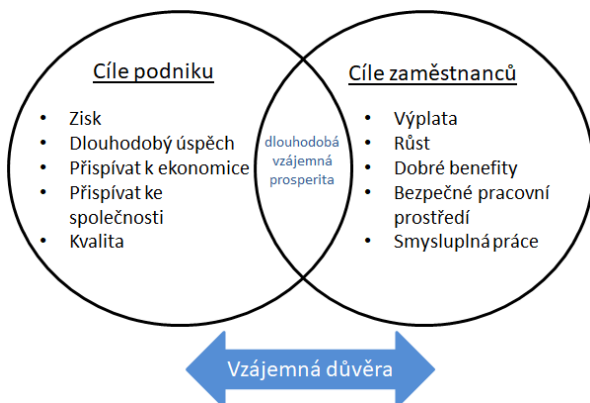 Cíle podniku
• Zisk
• Dlouhodobý úspěch
• Přispívat k ekonomice
• Přispívat ke
společnosti
• Kvalita
dlouhodobá
vzájemná
prosperita
Cíle zaměstnanců
• Výplata
• Růst
• Dobré benefity
• Bezpečné pracovní
prostředí
• Smysluplná práce
Vzájemná důvěra